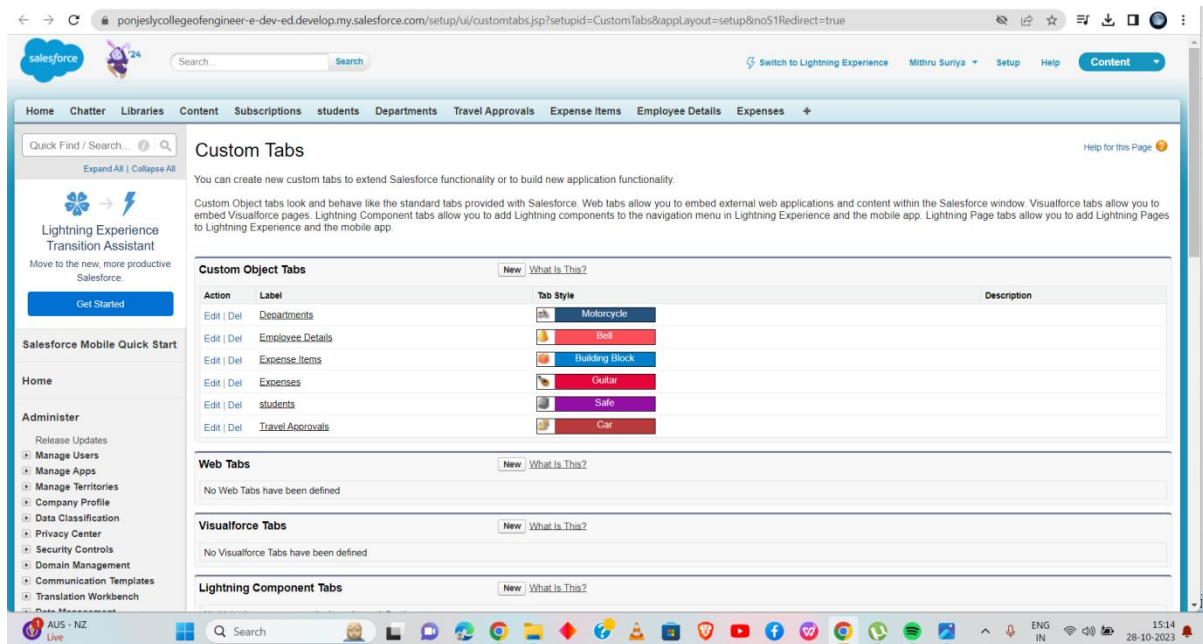 ponjeslycollegeofengineer-e-dev-ed.develop.my.salesforce.com/setup/ui/customtabs.jsp?setupid=CustomTabs&appLayout=setup&noS1Redirect=true
salesforce
'24
Search...
Search
Switch to Lightning Experience
Mithru Suriya
Setup
Help
Content
Home Chatter Libraries Content Subscriptions students Departments Travel Approvals Expense Items Employee Details Expenses +
Quick Find / Search...
Expand All | Collapse All
Lightning Experience
Transition Assistant
Move to the new, more productive
Salesforce.
Get Started
Salesforce Mobile Quick Start
Home
Administer
Release Updates
Manage Users
Manage Apps
Manage Territories
Company Profile
Data Classification
Privacy Center
Security Controls
Domain Management
Communication Templates
Translation Workbench
Custom Tabs
Help for this Page
You can create new custom tabs to extend Salesforce functionality or to build new application functionality.
Custom Object tabs look and behave like the standard tabs provided with Salesforce. Web tabs allow you to embed external web applications and content within the Salesforce window. Visualforce tabs allow you to
embed Visualforce pages. Lightning Component tabs allow you to add Lightning components to the navigation menu in Lightning Experience and the mobile app. Lightning Page tabs allow you to add Lightning Pages
to Lightning Experience and the mobile app.
Custom Object Tabs New What Is This?
Action Label Tab Style Description
Edit | Del Departments Motorcycle
Edit | Del Employee Details Bell
Edit | Del Expense Items Building Block
Edit | Del Expenses Guitar
Edit | Del students Safe
Edit | Del Travel Approvals Car
Web Tabs New What Is This?
No Web Tabs have been defined
Visualforce Tabs New What Is This?
No Visualforce Tabs have been defined
Lightning Component Tabs New What Is This?
AUS - NZ
Live
Search
ENG
IN
15:14
28-10-2023